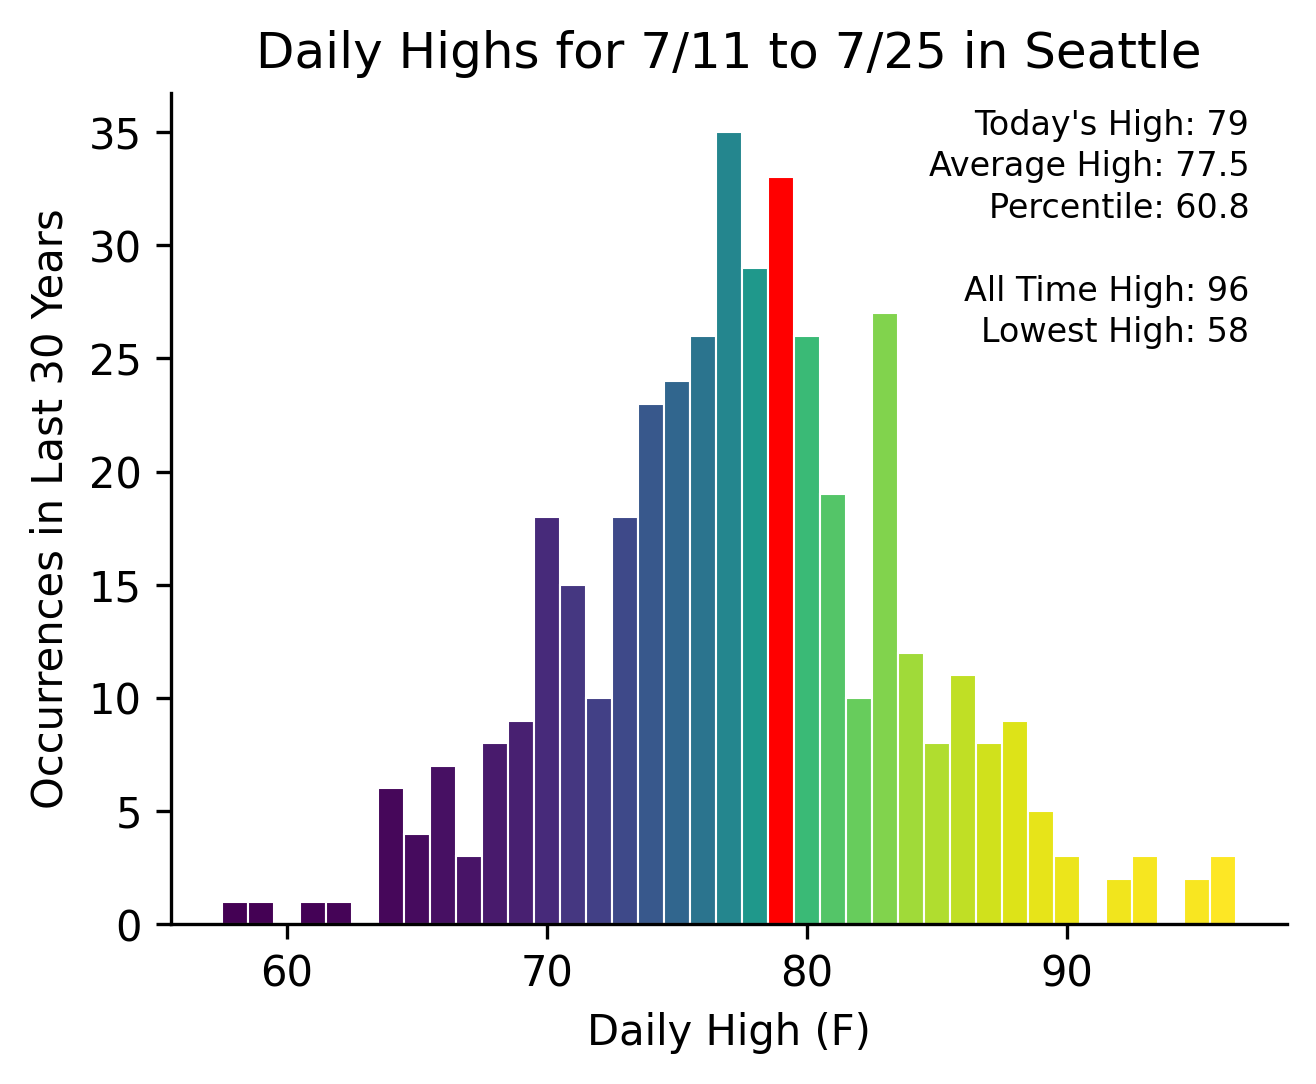 Daily Highs for 7/11 to 7/25 in Seattle
Today's High: 79
Average High: 77.5
Percentile: 60.8
All Time High: 96
Lowest High: 58
Occurrences in Last 30 Years
35
30
25
20
15
10
5
0
60 70 80 90
Daily High (F)